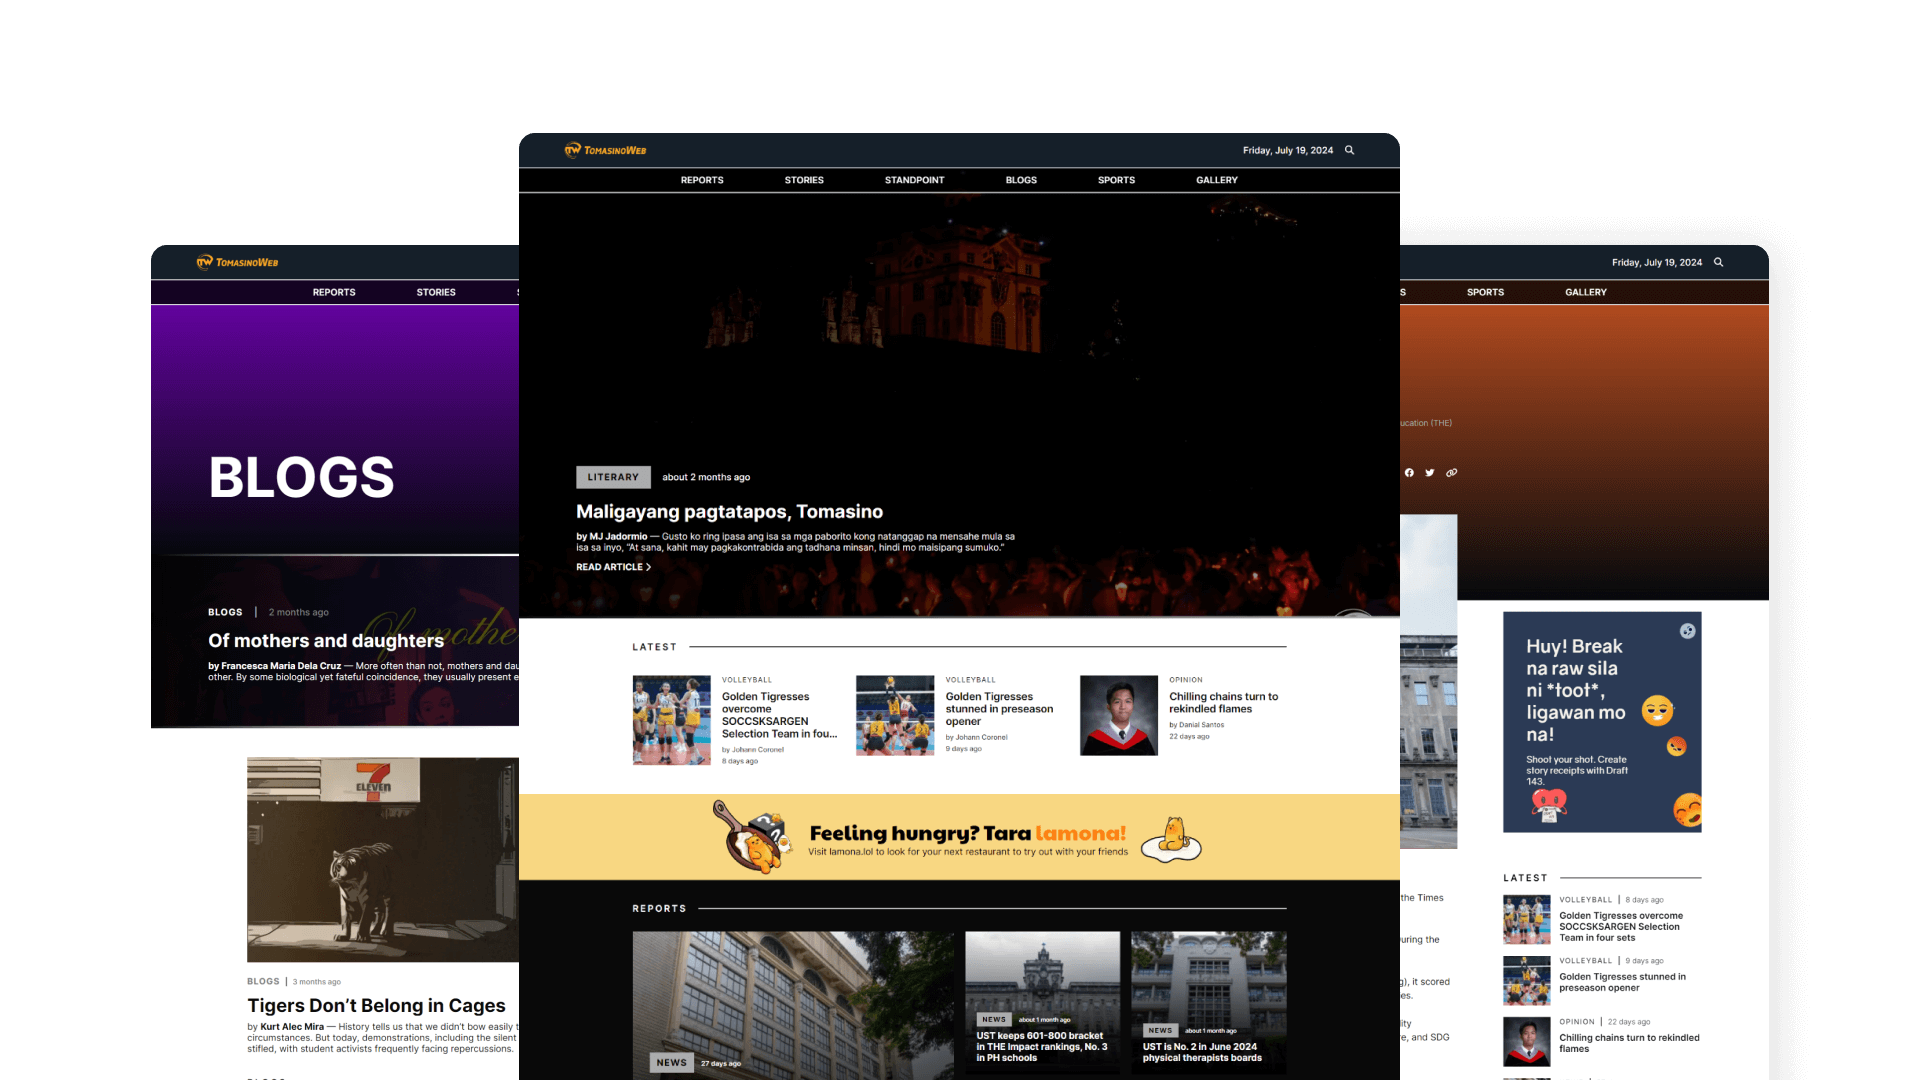 TW TOMASINOWEB
Friday, July 19, 2024
REPORTS STORIES STANDPOINT BLOGS SPORTS GALLERY
LITERARY about 2 months ago
Maligayang pagtatapos, Tomasino
by MJ Jadormio — Gusto ko ring ipasa ang isa sa mga paborito kong natanggap na mensahe mula sa
isa sa inyo, “At sana, kahit may pagkakontrabida ang tadhana minsan, hindi mo maisipang sumuko.”
READ ARTICLE >
LATEST
VOLLEYBALL
Golden Tigresses
overcome
SOCCSKSARGEN
Selection Team in fou...
by Johann Coronel
8 days ago
VOLLEYBALL
Golden Tigresses
stunned in preseason
opener
by Johann Coronel
9 days ago
OPINION
Chilling chains turn to
rekindled flames
by Danial Santos
22 days ago
Feeling hungry? Tara lamona!
Visit lamona.lol to look for your next restaurant to try out with your friends
REPORTS
NEWS 27 days ago
NEWS about 1 month ago
UST keeps 601-800 bracket
in THE Impact rankings, No. 3
in PH schools
NEWS about 1 month ago
UST is No. 2 in June 2024
physical therapists boards
TW TOMASINOWEB
REPORTS STORIES S
BLOGS
BLOGS | 2 months ago
Of mothe
Of mothers and daughters
by Francesca Maria Dela Cruz — More often than not, mothers and dau
other. By some biological yet fateful coincidence, they usually present e
7
ELEVEN
BLOGS | 3 months ago
Tigers Don’t Belong in Cages
by Kurt Alec Mira — History tells us that we didn’t bow easily t
circumstances. But today, demonstrations, including the silent
stifled, with student activists frequently facing repercussions.
Friday, July 19, 2024
S SPORTS GALLERY
ucation (THE)
the Times
uring the
g), it scored
es.
lity
e, and SDG
Huy! Break
na raw sila
ni *toot*,
ligawan mo
na!
Shoot your shot. Create
story receipts with Draft
143.
LATEST
VOLLEYBALL | 8 days ago
Golden Tigresses overcome
SOCCSKSARGEN Selection
Team in four sets
VOLLEYBALL | 9 days ago
Golden Tigresses stunned in
preseason opener
OPINION | 22 days ago
Chilling chains turn to rekindled
flames